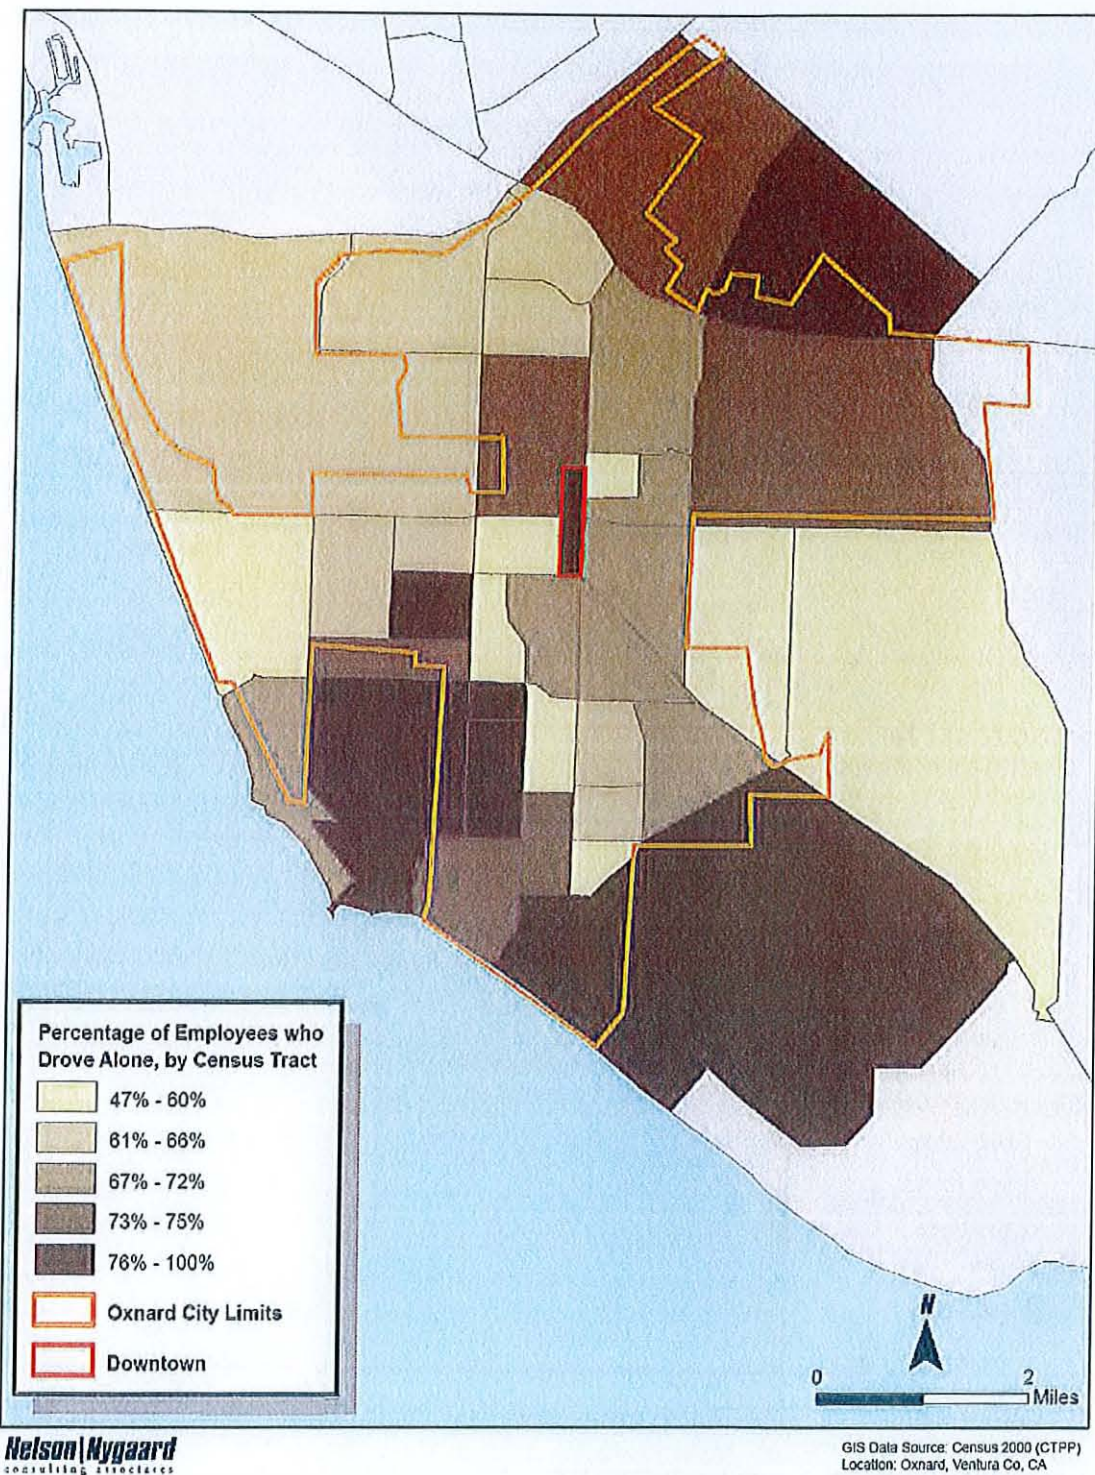 Percentage of Employees who
Drove Alone, by Census Tract
47% - 60%
61% - 66%
67% - 72%
73% - 75%
76% - 100%
Oxnard City Limits
Downtown
N
0 2
Miles
Nelson|Nygaard
consulting associates
GIS Data Source: Census 2000 (CTPP)
Location: Oxnard, Ventura Co, CA